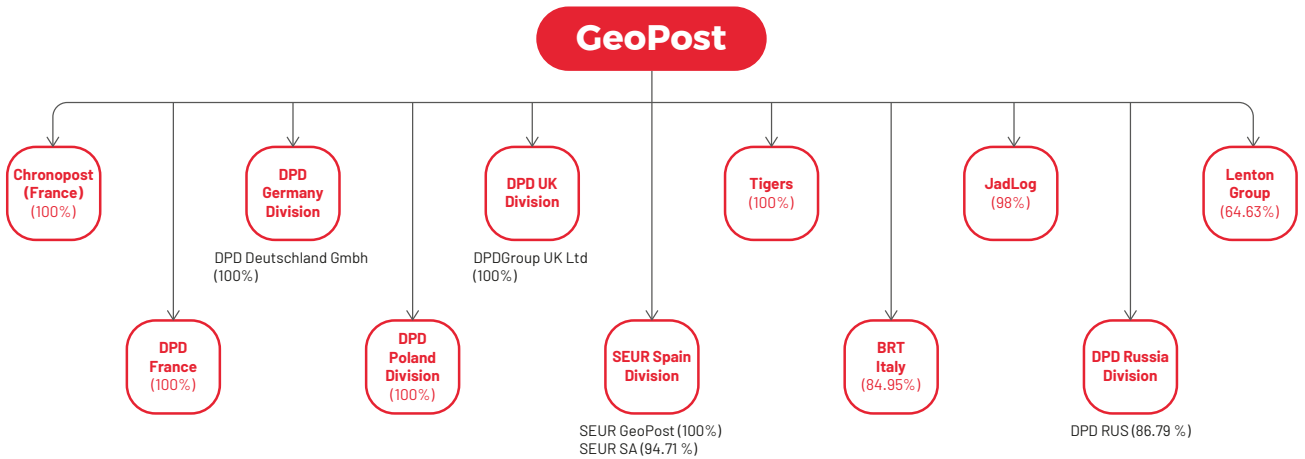 GeoPost
Chronopost
(France)
(100%)
DPD
Germany
Division
DPD Deutschland Gmbh
(100%)
DPD UK
Division
DPDGroup UK Ltd
(100%)
Tigers
(100%)
JadLog
(98%)
Lenton
Group
(64.63%)
DPD
France
(100%)
DPD
Poland
Division
(100%)
SEUR Spain
Division
SEUR GeoPost (100%)
SEUR SA (94.71 %)
BRT
Italy
(84.95%)
DPD Russia
Division
DPD RUS (86.79 %)